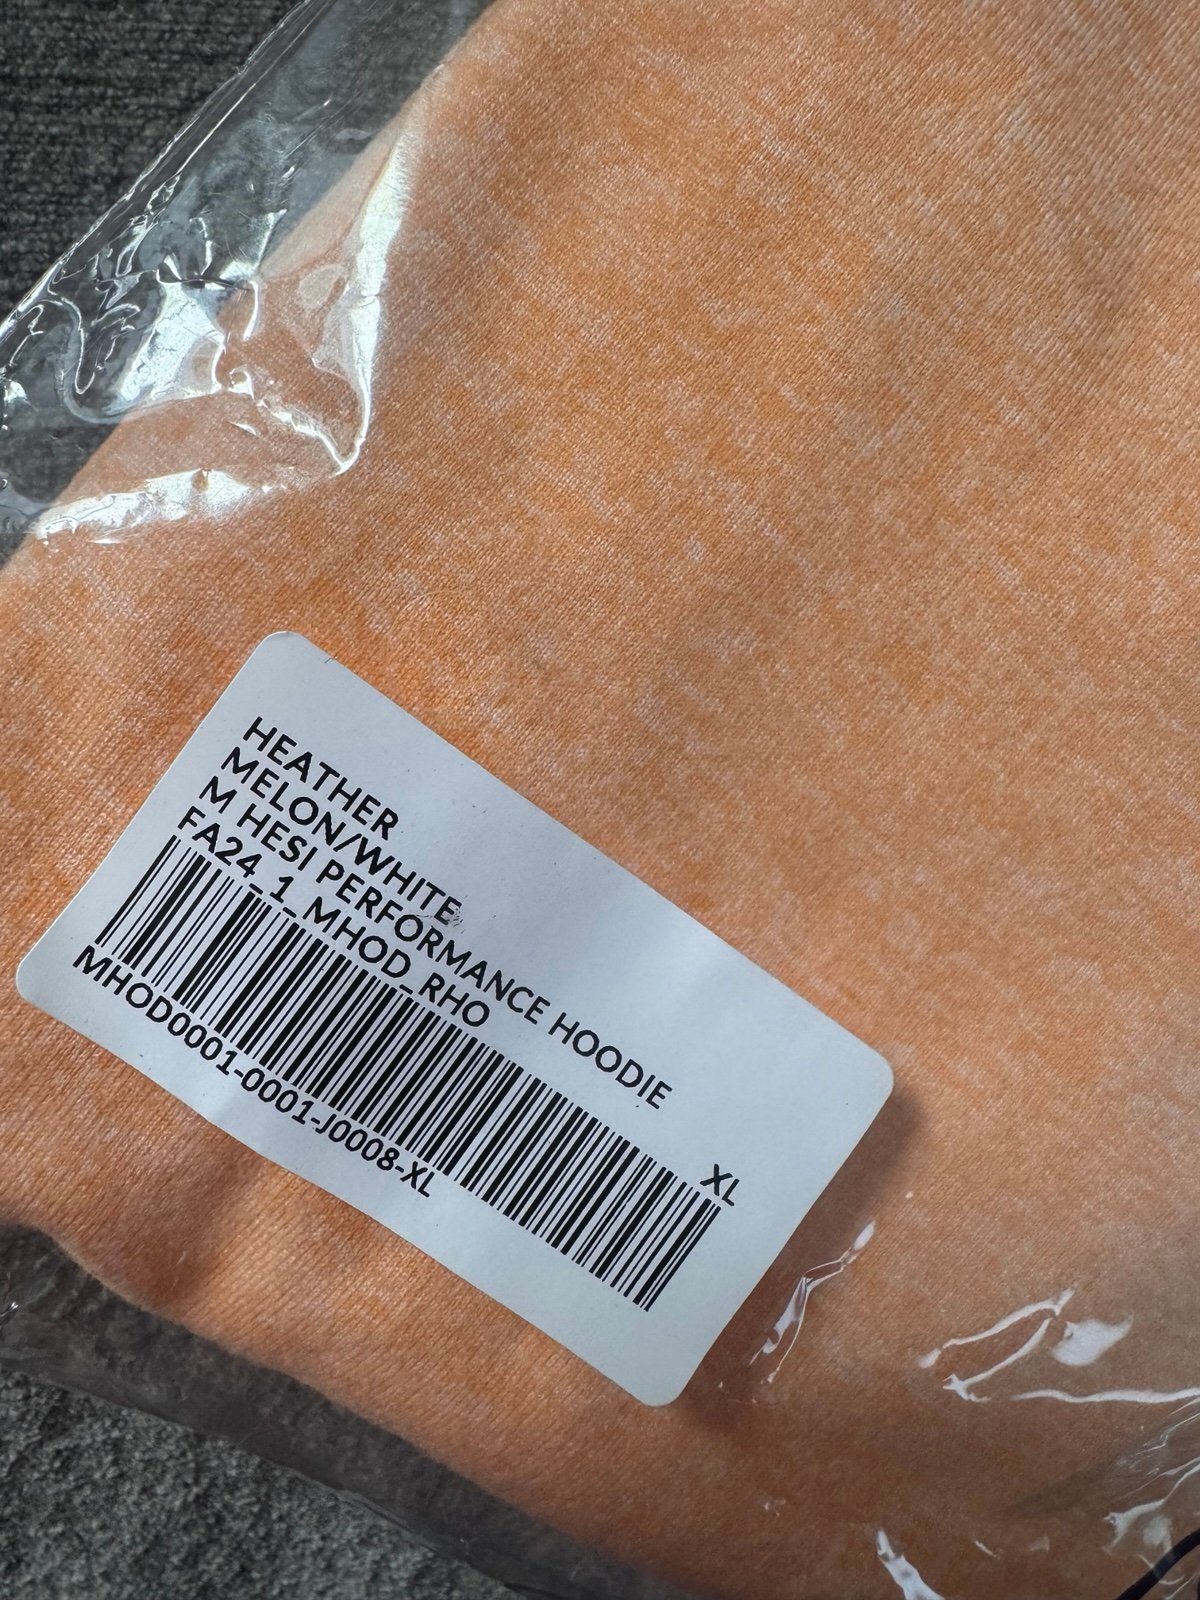 HEATHER
MELON/WHITE
M HESI PERFORMANCE HOODIE
FA24_1_MHOD_RHO
XL
MHOD0001-0001-J0008-XL